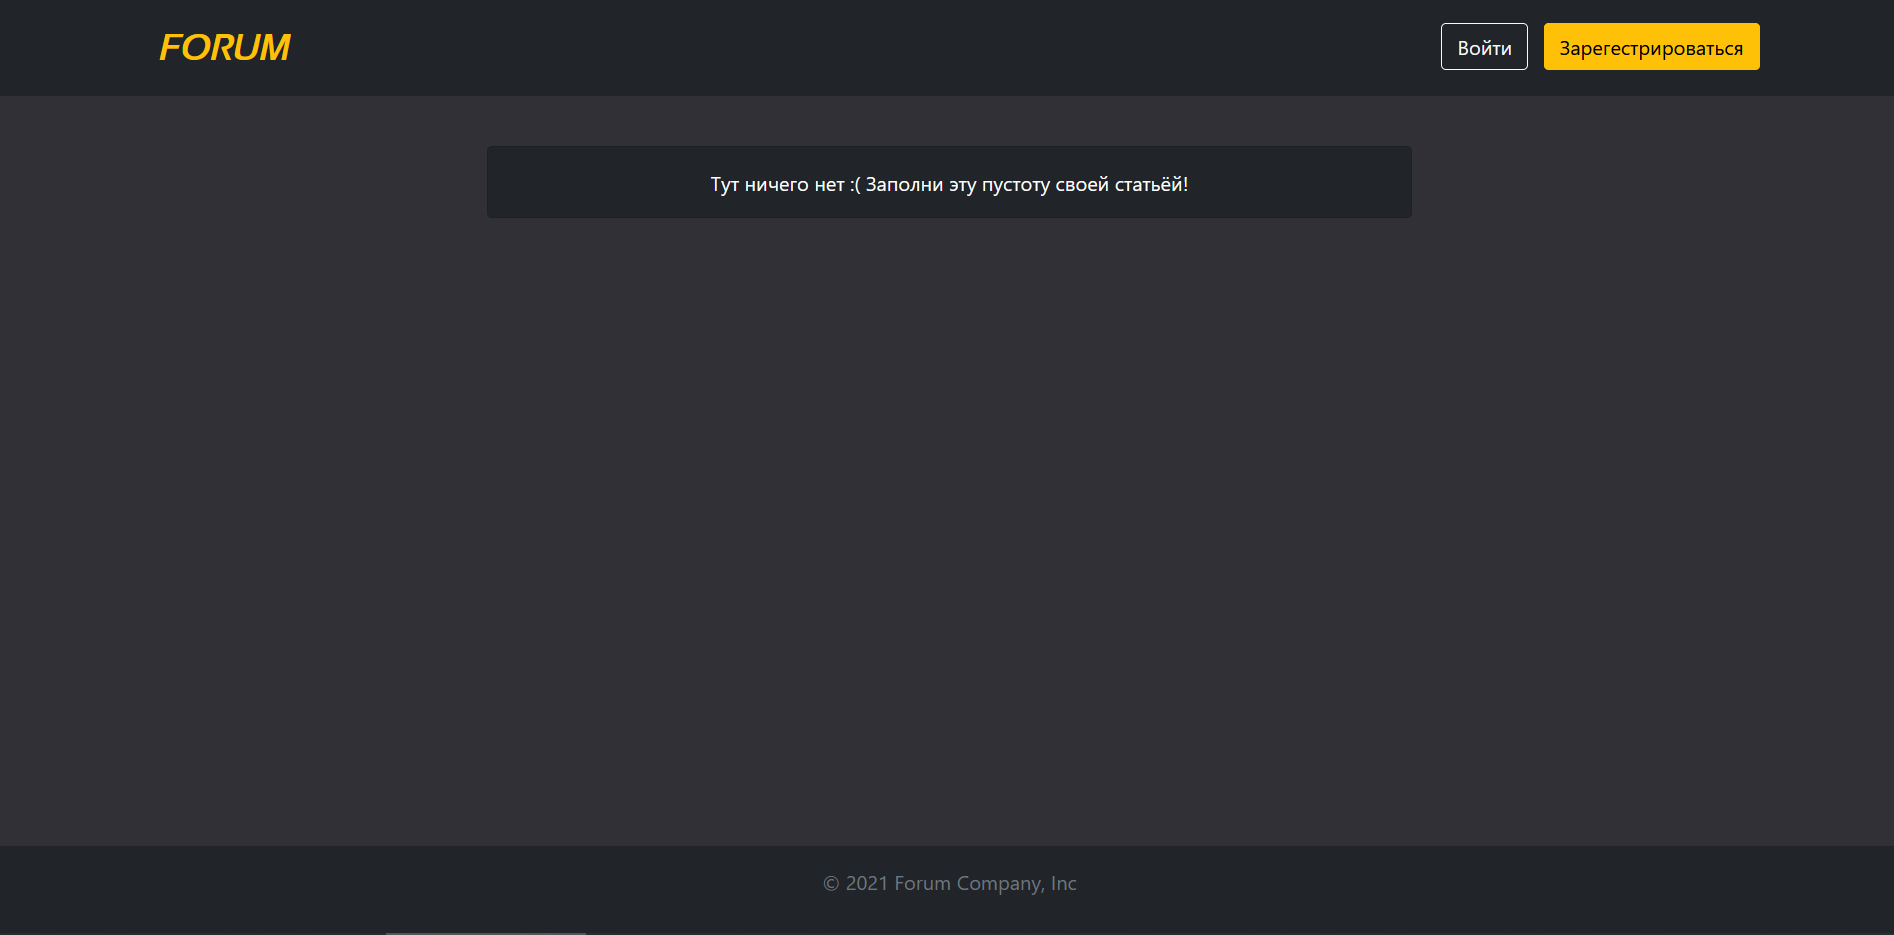 FORUM
Войти
Зарегестрироваться
Тут ничего нет :( Заполни эту пустоту своей статьёй!
© 2021 Forum Company, Inc